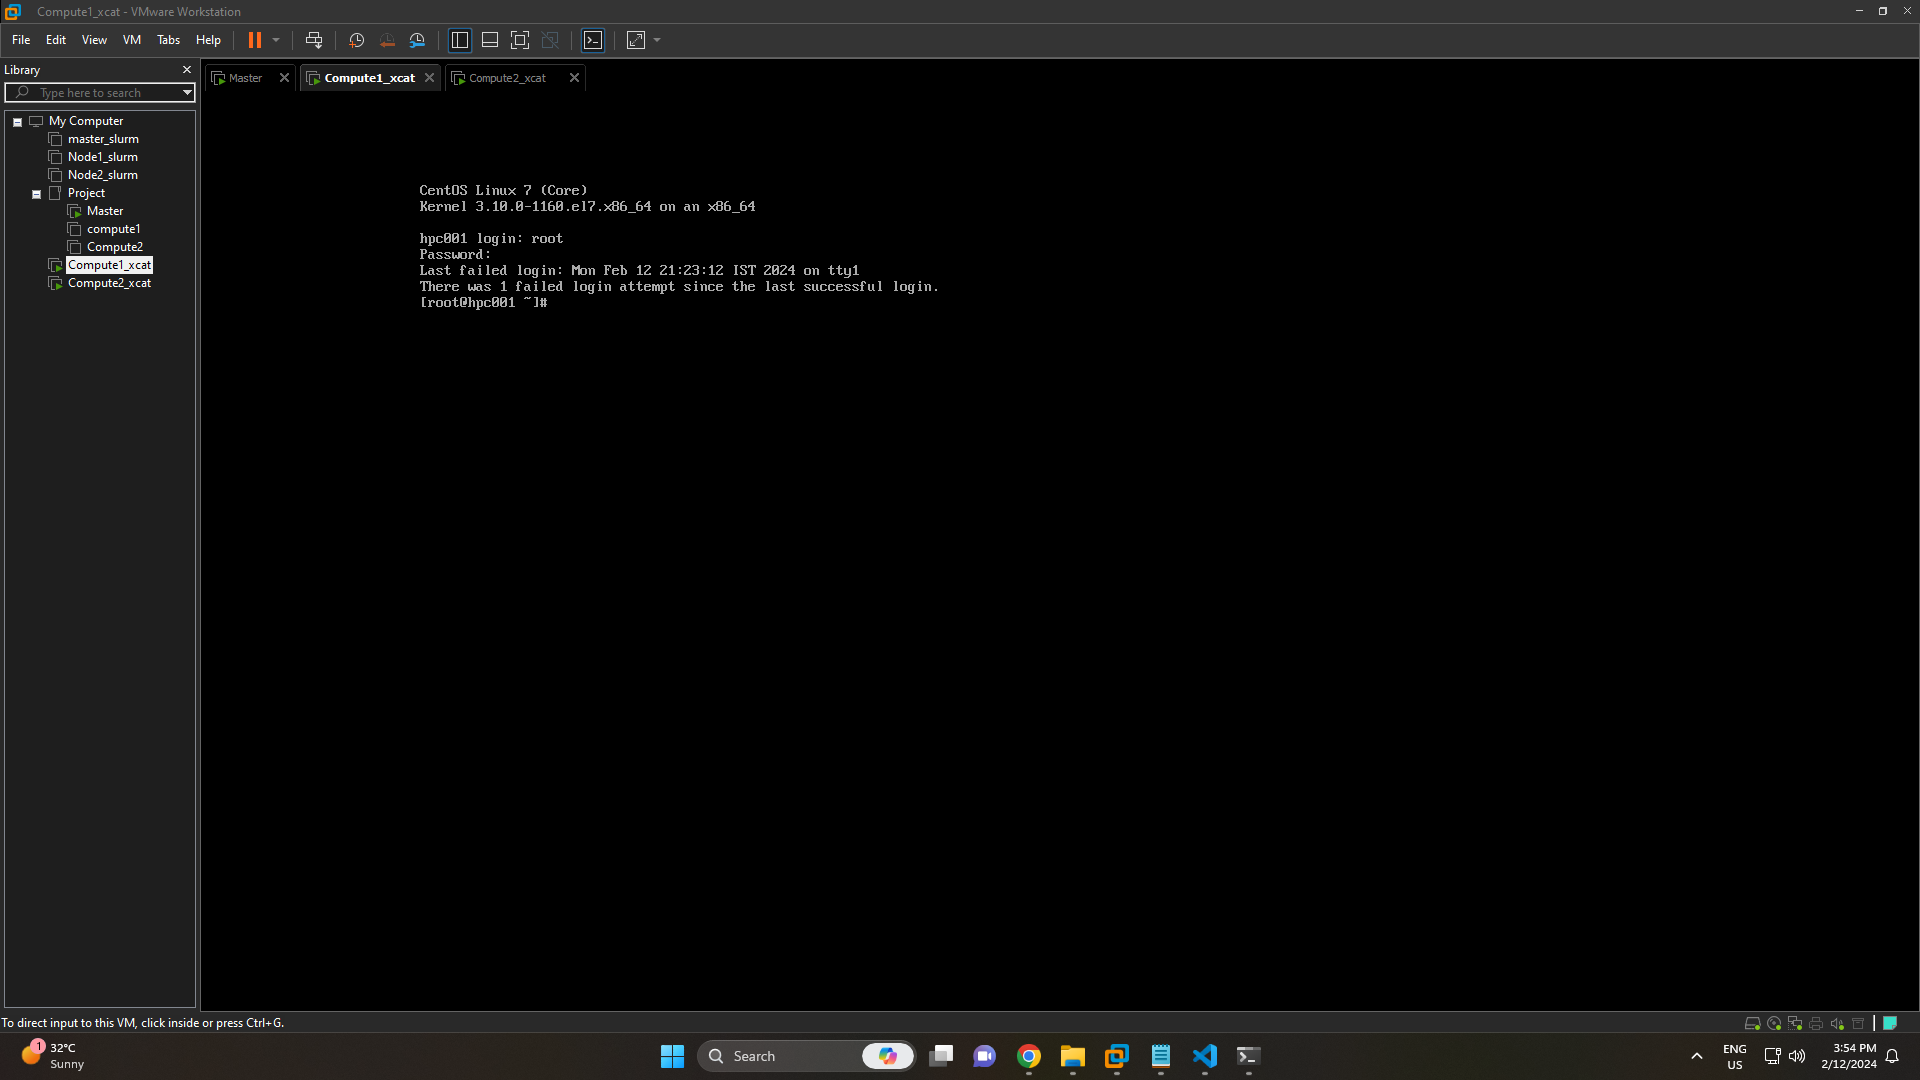 Compute1_xcat - VMware Workstation
File Edit View VM Tabs Help
Library
Type here to search
My Computer
master_slurm
Node1_slurm
Node2_slurm
Project
Master
compute1
Compute2
Compute1_xcat
Compute2_xcat
Master
Compute1_xcat
Compute2_xcat
CentOS Linux 7 (Core)
Kernel 3.10.0-1160.el7.x86_64 on an x86_64
hpc001 login: root
Password:
Last failed login: Mon Feb 12 21:23:12 IST 2024 on tty1
There was 1 failed login attempt since the last successful login.
[root@hpc001 ~]#
To direct input to this VM, click inside or press Ctrl+G.
1
32°C
Sunny
Search
ENG
US
3:54 PM
2/12/2024